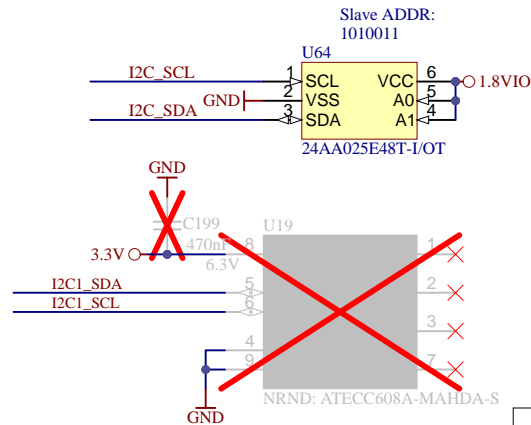 Slave ADDR:
1010011
U64
I2C_SCL 1 SCL VCC 6 1.8VIO
GND 2 VSS A0 5
I2C_SDA 3 SDA A1 4
24AA025E48T-I/OT
GND
C199 U19
470nF
3.3V 8 1
6.3V
I2C1_SDA 5 2
I2C1_SCL 6
3
4
9 7
GND NRND: ATECC608A-MAHDA-S